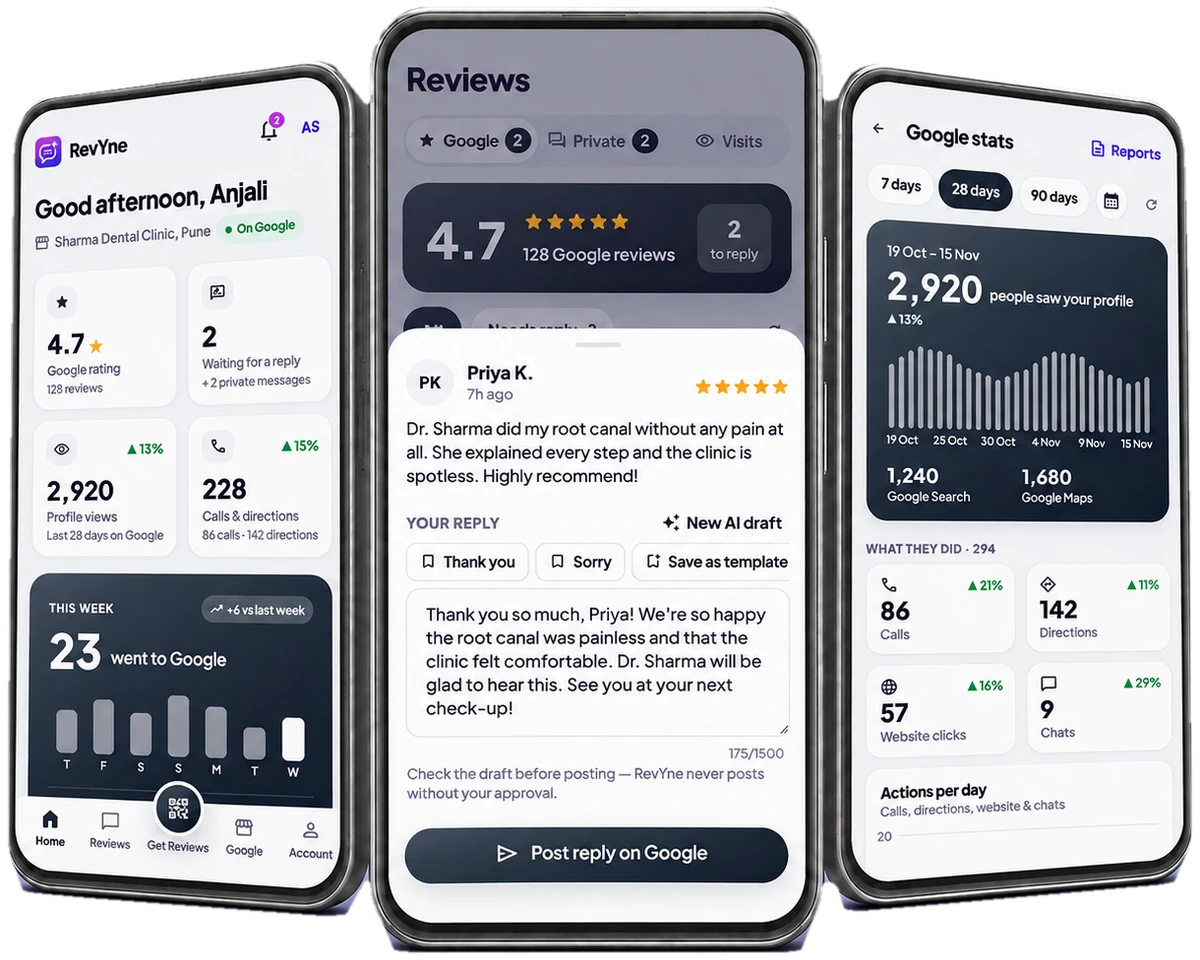 RevYne
2
AS
Good afternoon, Anjali
Sharma Dental Clinic, Pune
On Google
4.7
Google rating
128 reviews
2
Waiting for a reply
+ 2 private messages
13%
2,920
Profile views
Last 28 days on Google
15%
228
Calls & directions
86 calls · 142 directions
THIS WEEK
+6 vs last week
23 went to Google
T F S S M T W
Home
Reviews
Get Reviews
Google
Account
Reviews
Google 2
Private 2
Visits
4.7
128 Google reviews
2
to reply
Needs reply 2
PK
Priya K.
7h ago
Dr. Sharma did my root canal without any pain at
all. She explained every step and the clinic is
spotless. Highly recommend!
YOUR REPLY
New AI draft
Thank you
Sorry
Save as template
Thank you so much, Priya! We're so happy
the root canal was painless and that the
clinic felt comfortable. Dr. Sharma will be
glad to hear this. See you at your next
check-up!
175/1500
Check the draft before posting — RevYne never posts
without your approval.
Post reply on Google
Google stats
Reports
7 days
28 days
90 days
19 Oct – 15 Nov
2,920 people saw your profile
13%
19 Oct 25 Oct 30 Oct 4 Nov 9 Nov 15 Nov
1,240
Google Search
1,680
Google Maps
WHAT THEY DID · 294
21%
86
Calls
11%
142
Directions
16%
57
Website clicks
29%
9
Chats
Actions per day
Calls, directions, website & chats
20